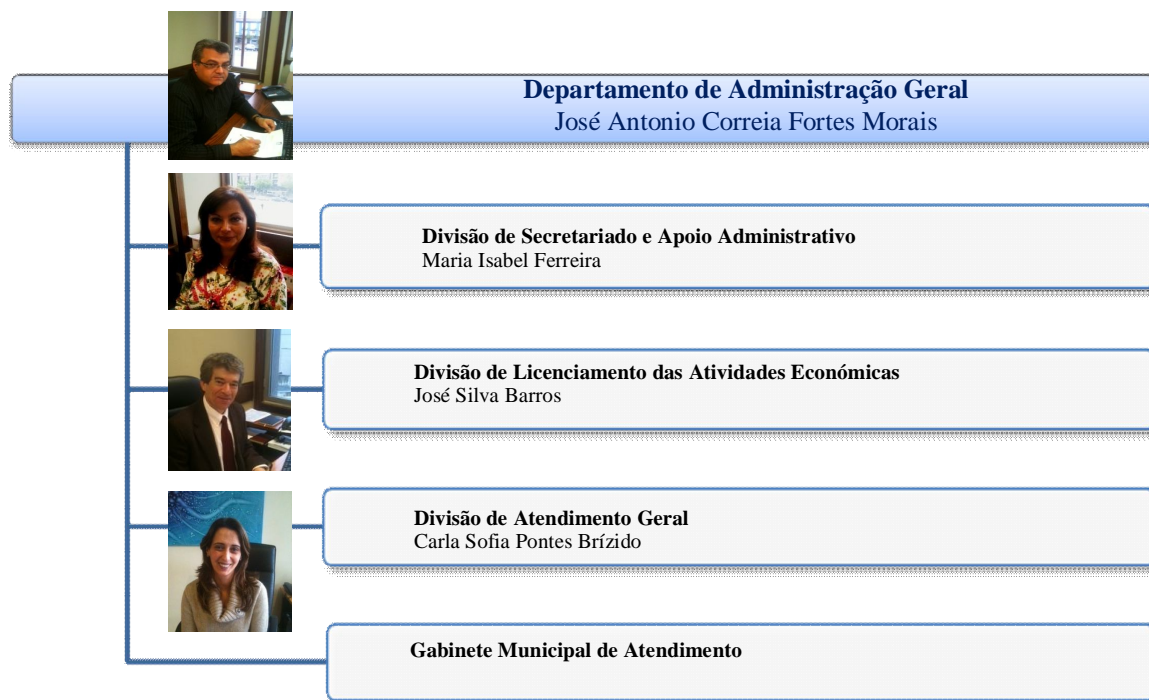 Departamento de Administração Geral
José Antonio Correia Fortes Morais
Divisão de Secretariado e Apoio Administrativo
Maria Isabel Ferreira
Divisão de Licenciamento das Atividades Económicas
José Silva Barros
Divisão de Atendimento Geral
Carla Sofia Pontes Brízido
Gabinete Municipal de Atendimento